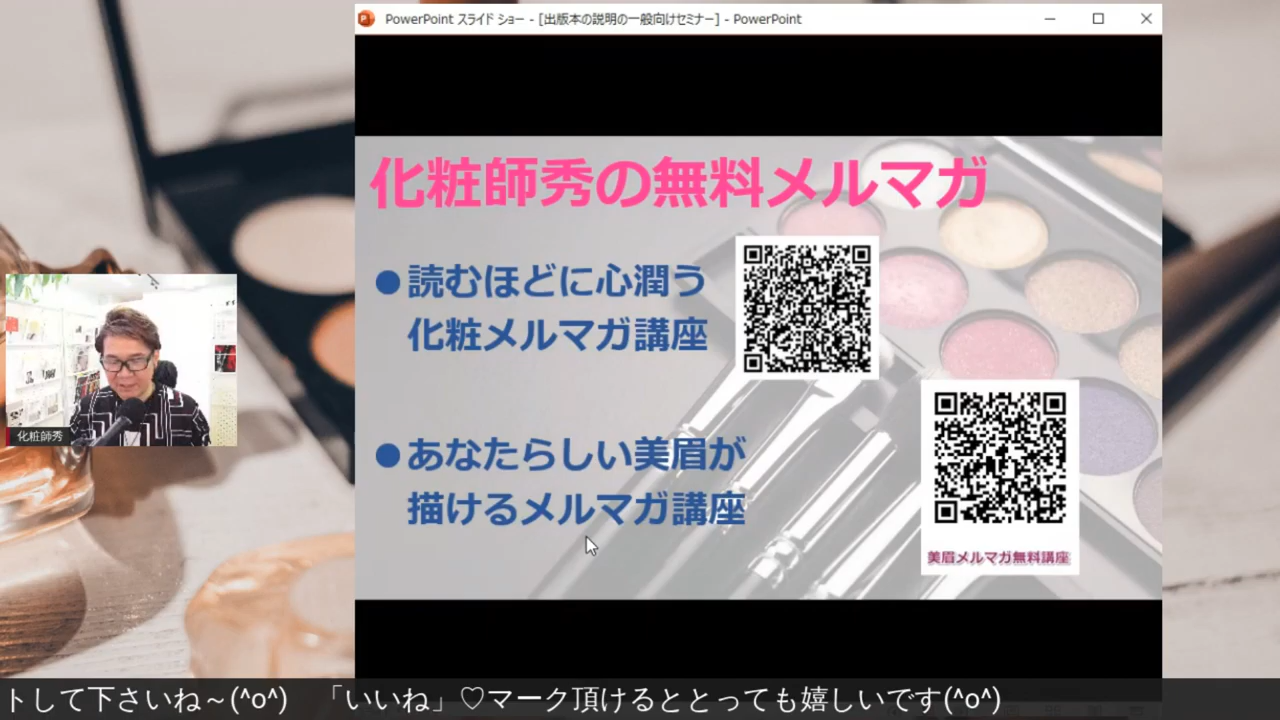 PowerPoint スライド ショー - [出版本の説明の一般向けセミナー] - PowerPoint
化粧師秀の無料メルマガ
●読むほどに心潤う
化粧メルマガ講座
●あなたらしい美眉が
描けるメルマガ講座
美眉メルマガ無料講座
化粧師秀
トして下さいね～(^o^)　「いいね」♡マーク頂けるととっても嬉しいです(^o^)